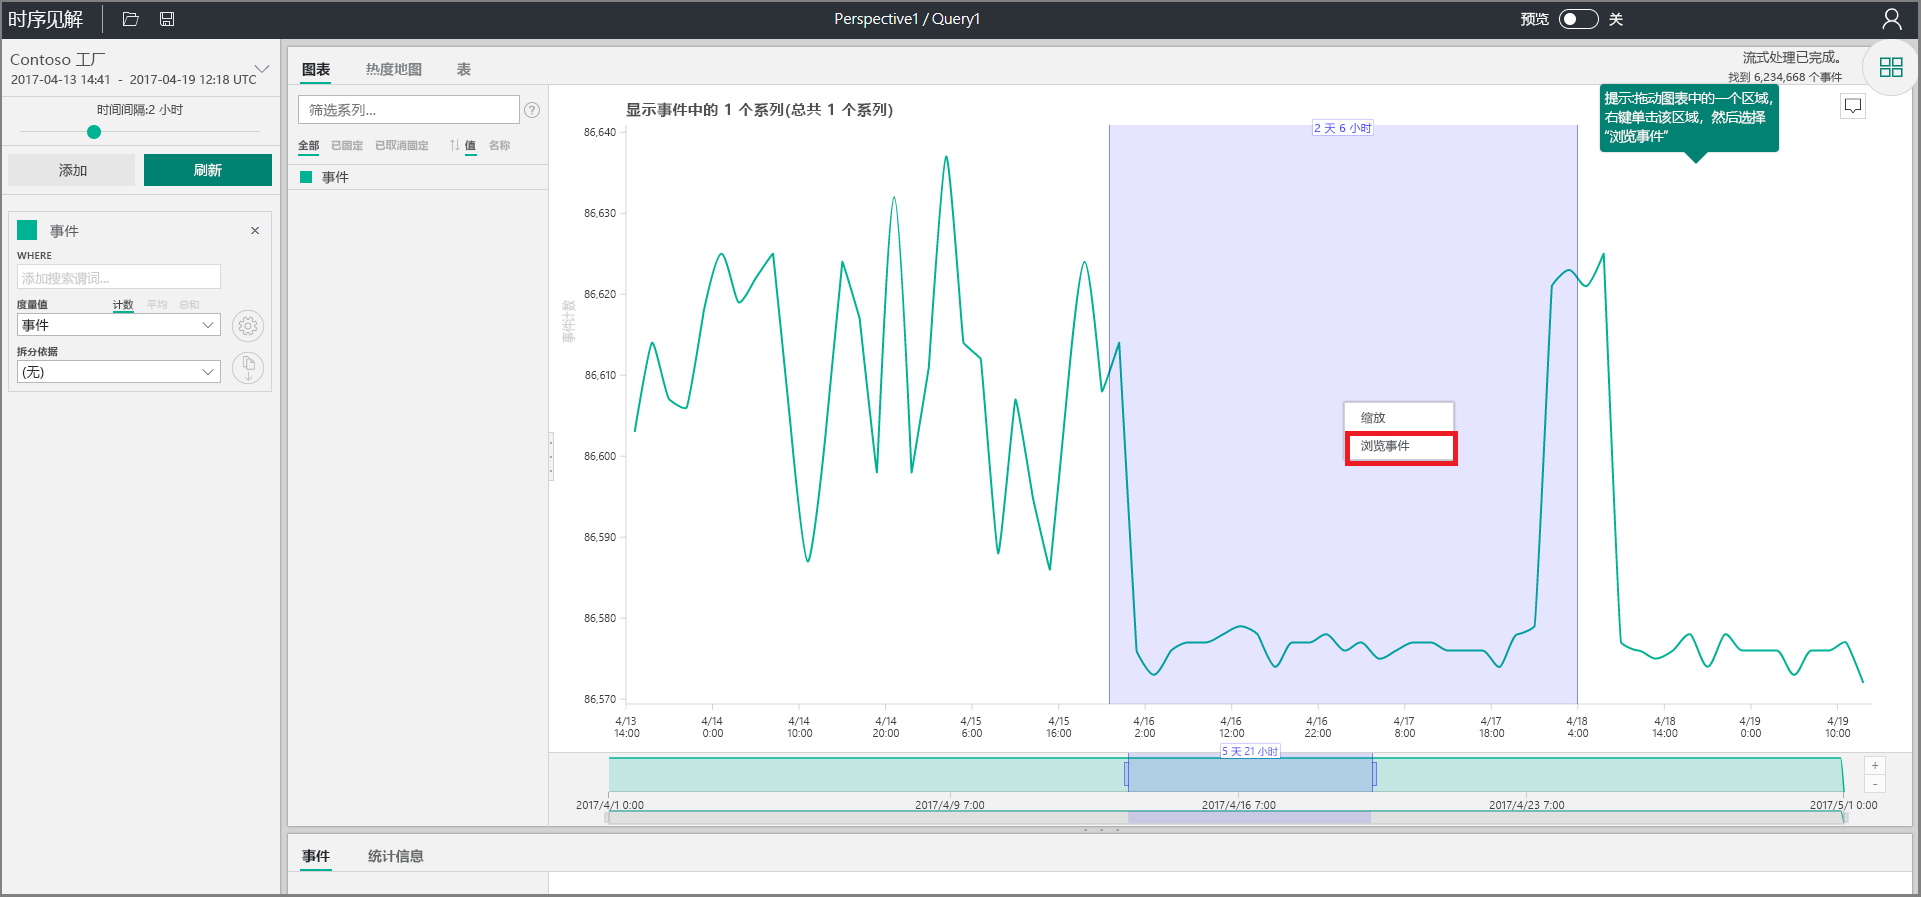 时序见解
Perspective1 / Query1
预览 关
Contoso 工厂
2017-04-13 14:41 - 2017-04-19 12:18 UTC
时间间隔:2 小时
添加 刷新
事件 ×
WHERE
添加搜索谓词...
度量值 计数 平均 总和
事件
拆分依据
(无)
图表 热度地图 表
流式处理已完成。
找到 6,234,668 个事件
筛选系列... ?
全部 已固定 已取消固定 值 名称
事件
显示事件中的 1 个系列(总共 1 个系列)
提示:拖动图表中的一个区域,
右键单击该区域，然后选择
“浏览事件”
2 天 6 小时
事件计数
86,640
86,630
86,620
86,610
86,600
86,590
86,580
86,570
缩放
浏览事件
4/13 4/14 4/14 4/14 4/15 4/15 4/16 4/16 4/16 4/17 4/17 4/18 4/18 4/19 4/19
14:00 0:00 10:00 20:00 6:00 16:00 2:00 12:00 22:00 8:00 18:00 4:00 14:00 0:00 10:00
5 天 21 小时
+
-
2017/4/1 0:00 2017/4/9 7:00 2017/4/16 7:00 2017/4/23 7:00 2017/5/1 0:00
事件 统计信息